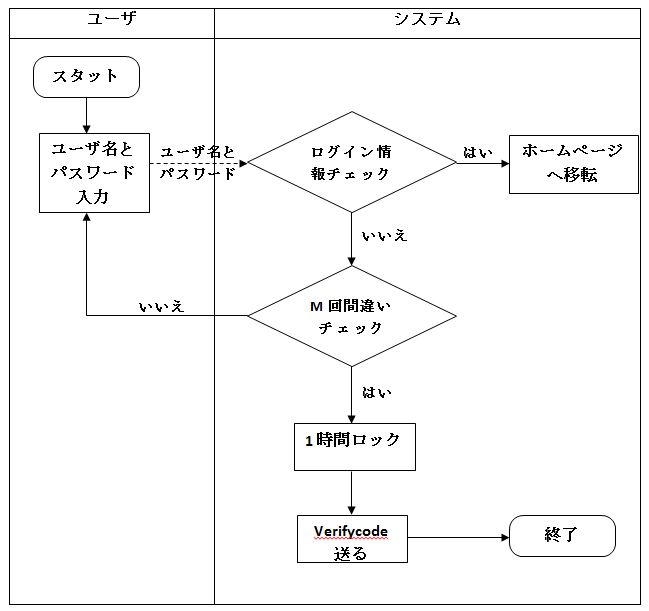 ユーザ
システム
スタット
ユーザ名と
パスワード
入力
ユーザ名と
パスワード
ログイン情
報チェック
はい
ホームページ
へ移転
いいえ
M 回間違い
チェック
いいえ
はい
1 時間ロック
Verifycode
送る
終了